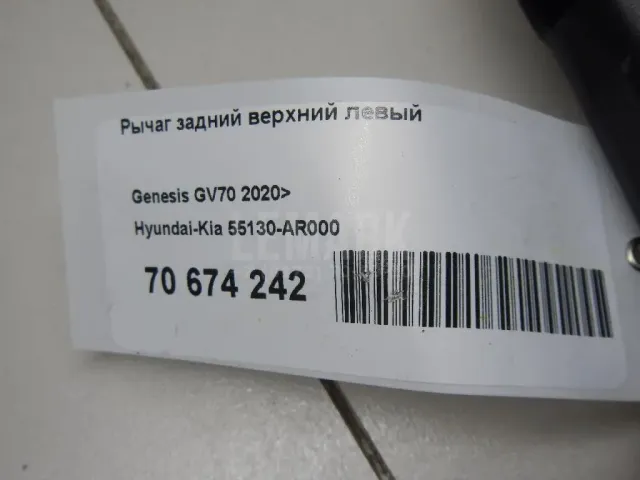 Рычаг задний верхний левый
Genesis GV70 2020>
Hyundai-Kia 55130-AR000
70 674 242